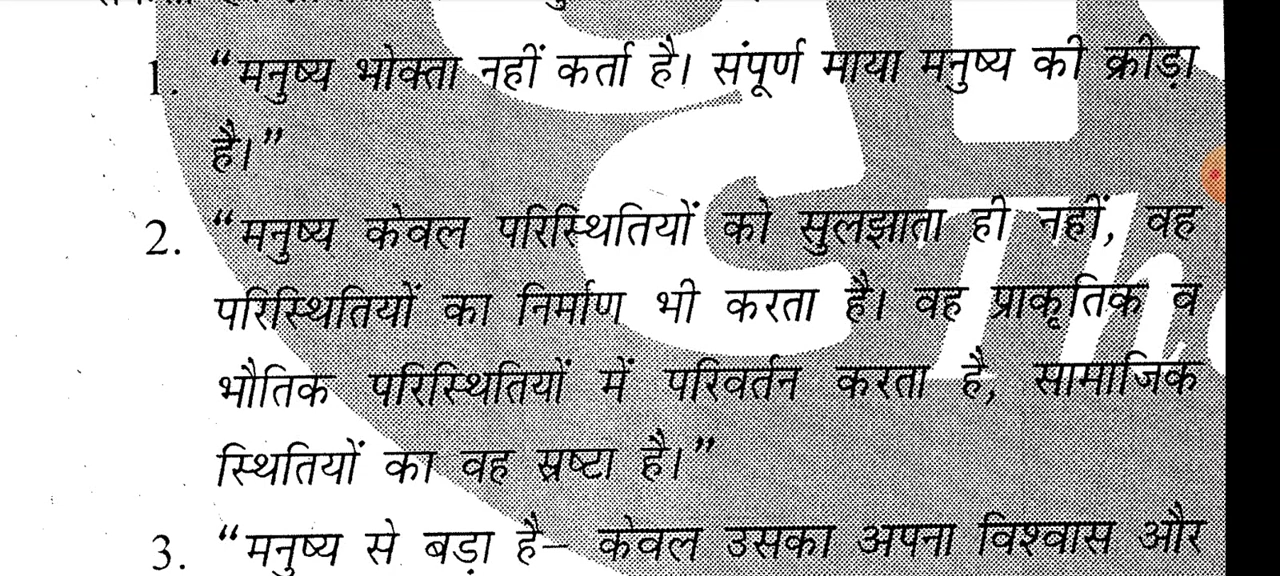 1. “मनुष्य भोक्ता नहीं कर्ता है। संपूर्ण माया मनुष्य की क्रीड़ा
है।”
2. “मनुष्य केवल परिस्थितियों को सुलझाता ही नहीं, वह
परिस्थितियों का निर्माण भी करता है। वह प्राकृतिक व
भौतिक परिस्थितियों में परिवर्तन करता है, सामाजिक
स्थितियों का वह स्रष्टा है।”
3. “मनुष्य से बड़ा है– केवल उसका अपना विश्वास और